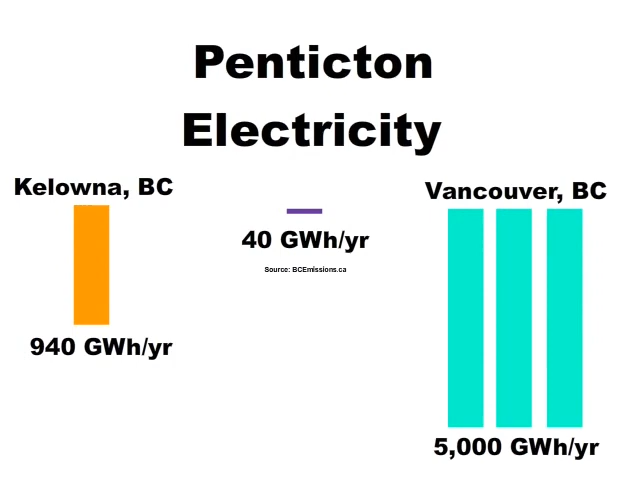 Penticton
Electricity
Kelowna, BC
940 GWh/yr
40 GWh/yr
Source: BCEmissions.ca
Vancouver, BC
5,000 GWh/yr